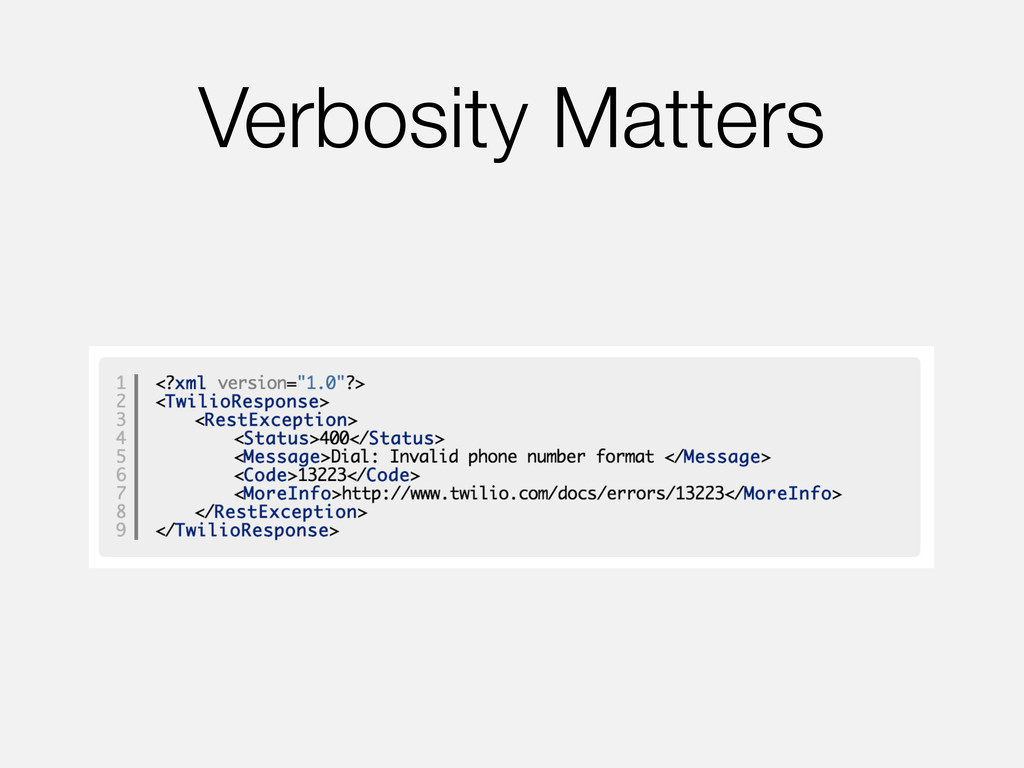 Verbosity Matters
1 <?xml version="1.0"?>
2 <TwilioResponse>
3     <RestException>
4         <Status>400</Status>
5         <Message>Dial: Invalid phone number format </Message>
6         <Code>13223</Code>
7         <MoreInfo>http://www.twilio.com/docs/errors/13223</MoreInfo>
8     </RestException>
9 </TwilioResponse>